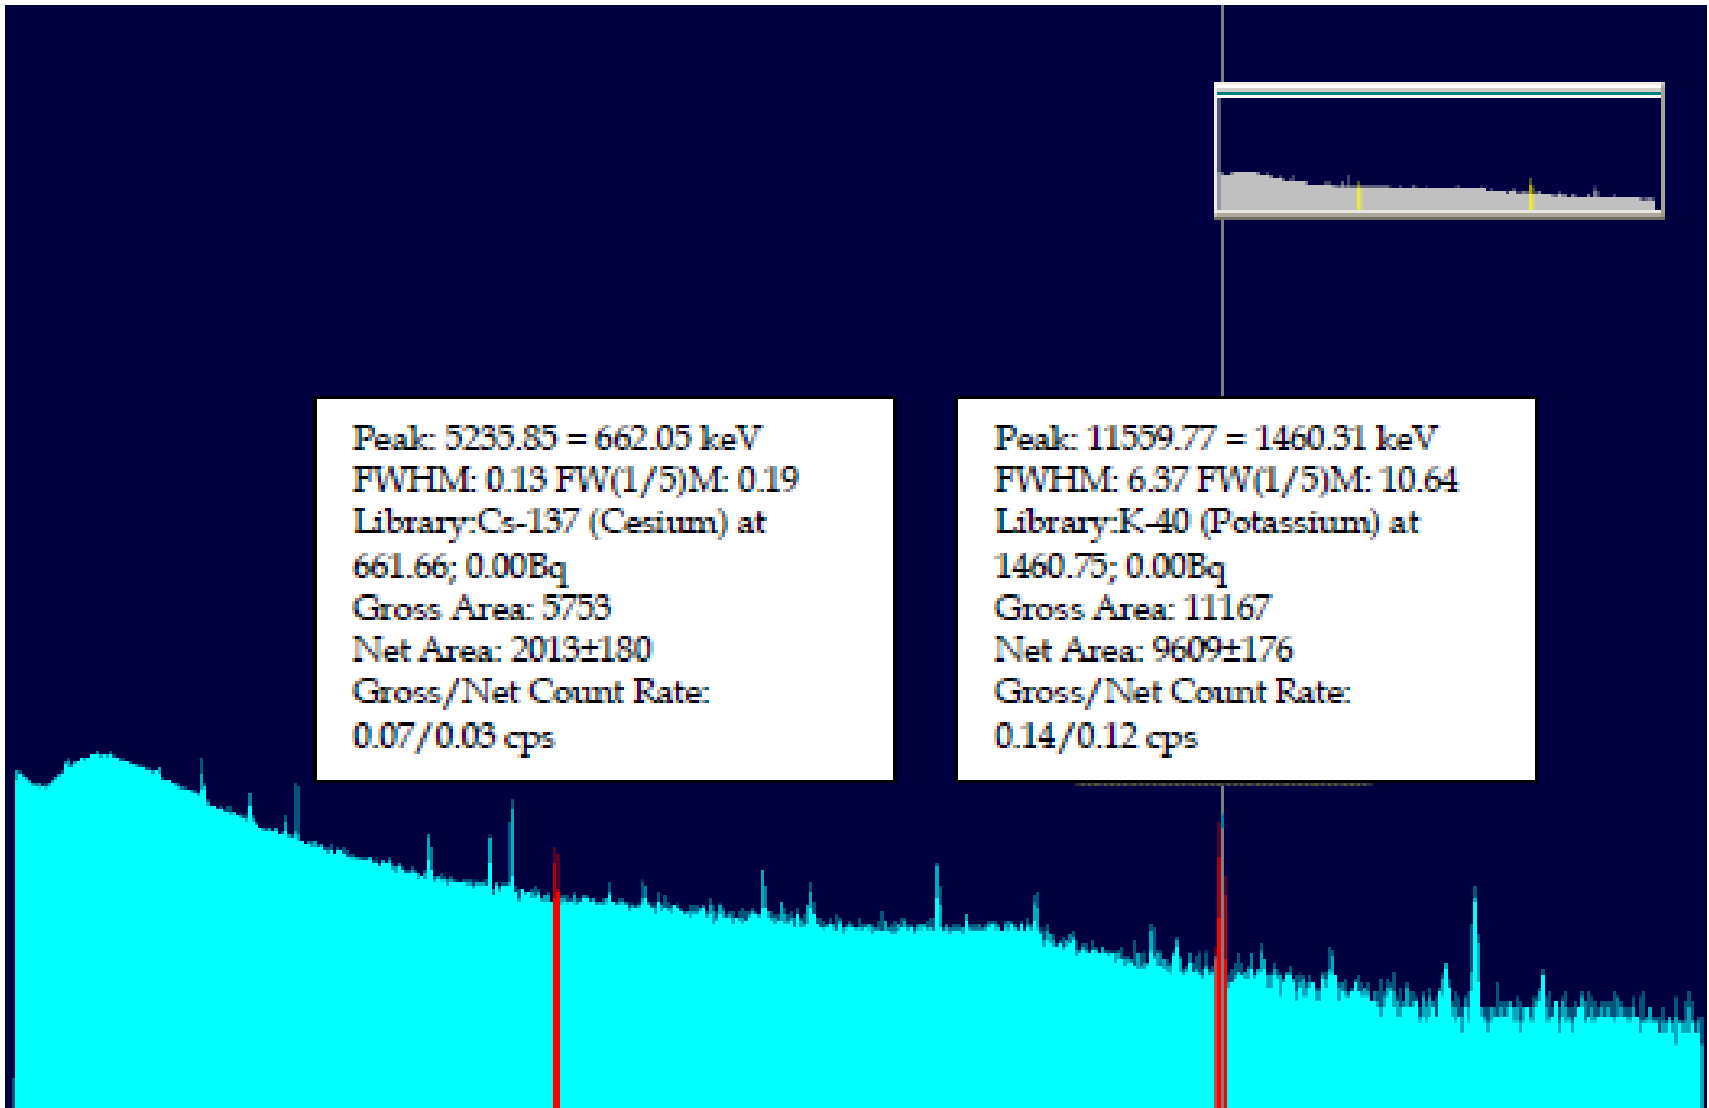 Peak: 5235.85 = 662.05 keV
FWHM: 0.13 FW(1/5)M: 0.19
Library:Cs-137 (Cesium) at
661.66; 0.00Bq
Gross Area: 5753
Net Area: 2013±180
Gross/Net Count Rate:
0.07/0.03 cps
Peak: 11559.77 = 1460.31 keV
FWHM: 6.37 FW(1/5)M: 10.64
Library:K-40 (Potassium) at
1460.75; 0.00Bq
Gross Area: 11167
Net Area: 9609±176
Gross/Net Count Rate:
0.14/0.12 cps